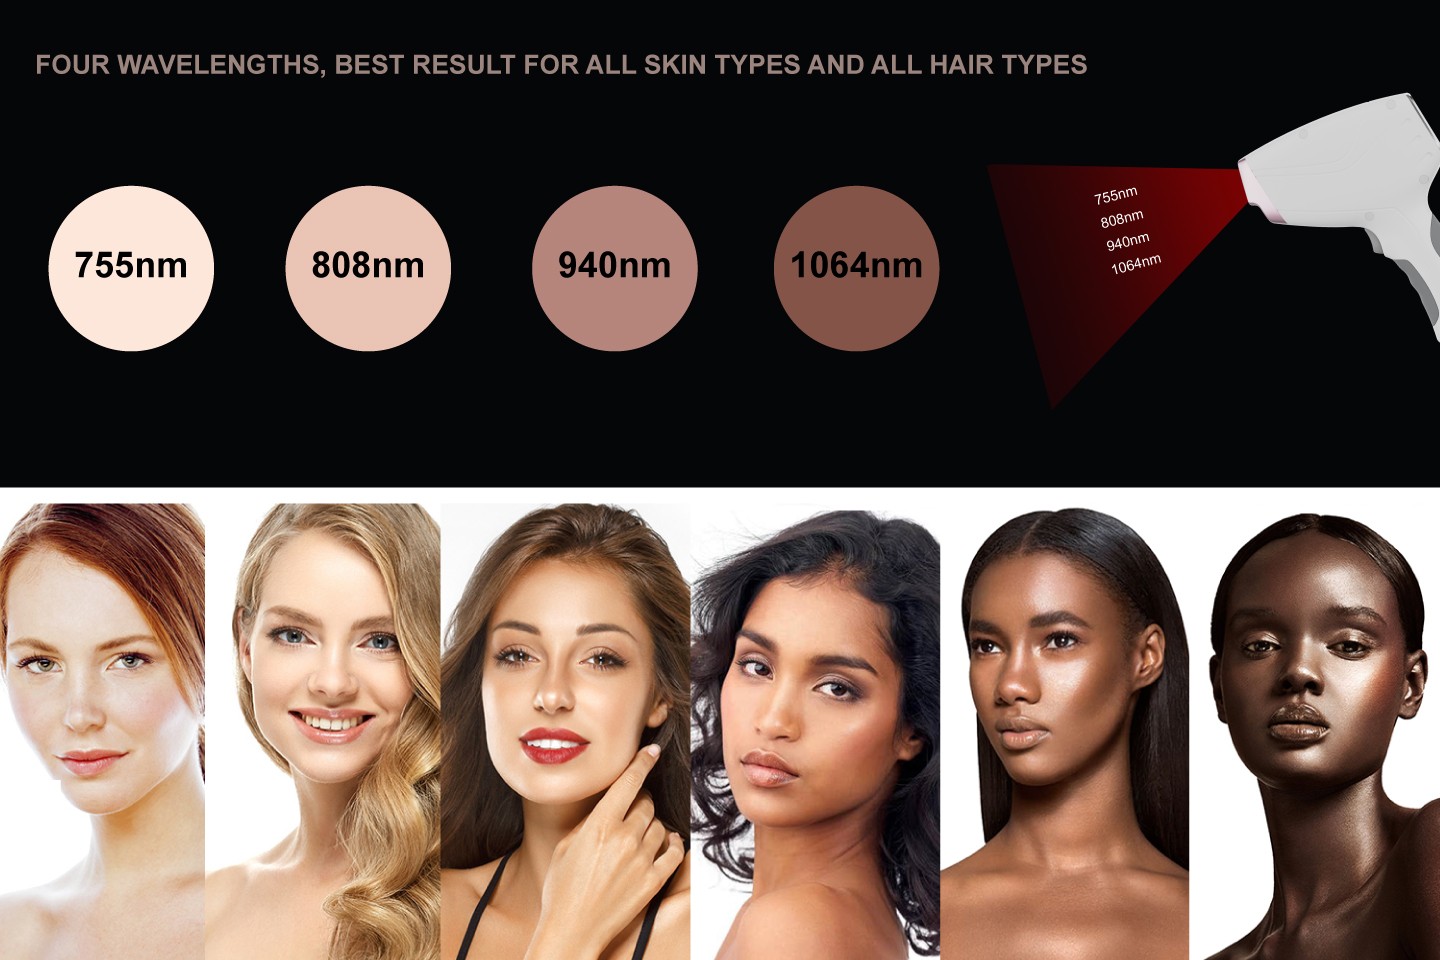 FOUR WAVELENGTHS, BEST RESULT FOR ALL SKIN TYPES AND ALL HAIR TYPES
755nm
808nm
940nm
1064nm
755nm
808nm
940nm
1064nm